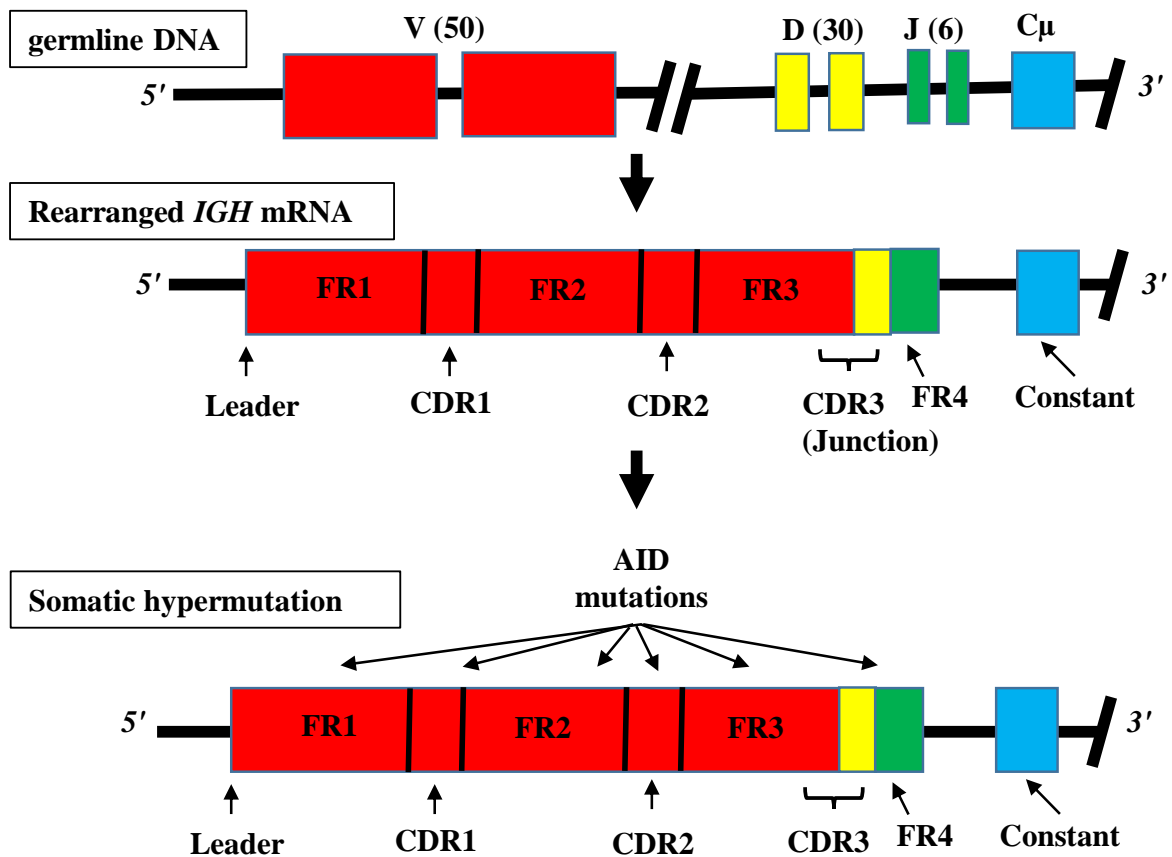 germline DNA
V (50)
D (30)
J (6)
Cμ
5'
3'
Rearranged IGH mRNA
5'
FR1
FR2
FR3
3'
Leader
CDR1
CDR2
CDR3
(Junction)
FR4
Constant
AID
mutations
Somatic hypermutation
5'
FR1
FR2
FR3
3'
Leader
CDR1
CDR2
CDR3
FR4
Constant